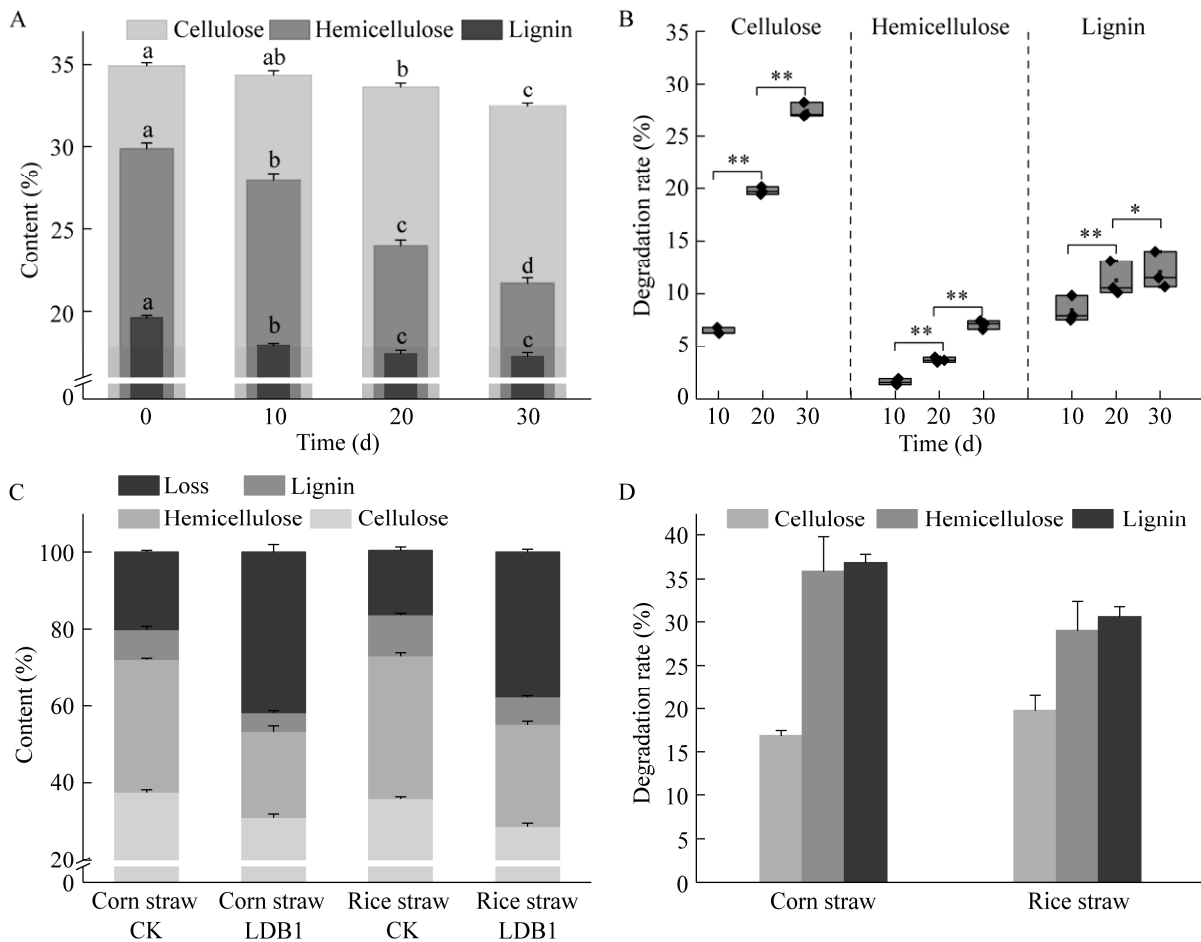 A
Cellulose Hemicellulose Lignin
Content (%)
35
30
25
20
0
a ab b c
a b c d
a b c c
0 10 20 30
Time (d)
B
Cellulose Hemicellulose Lignin
Degradation rate (%)
35
30
25
20
15
10
5
0
** **
** **
** *
10 20 30 10 20 30 10 20 30
Time (d)
C
Loss Lignin
Hemicellulose Cellulose
Content (%)
100
80
60
40
20
0
Corn straw Corn straw Rice straw Rice straw
CK LDB1 CK LDB1
D
Cellulose Hemicellulose Lignin
Degradation rate (%)
40
35
30
25
20
15
10
5
0
Corn straw Rice straw